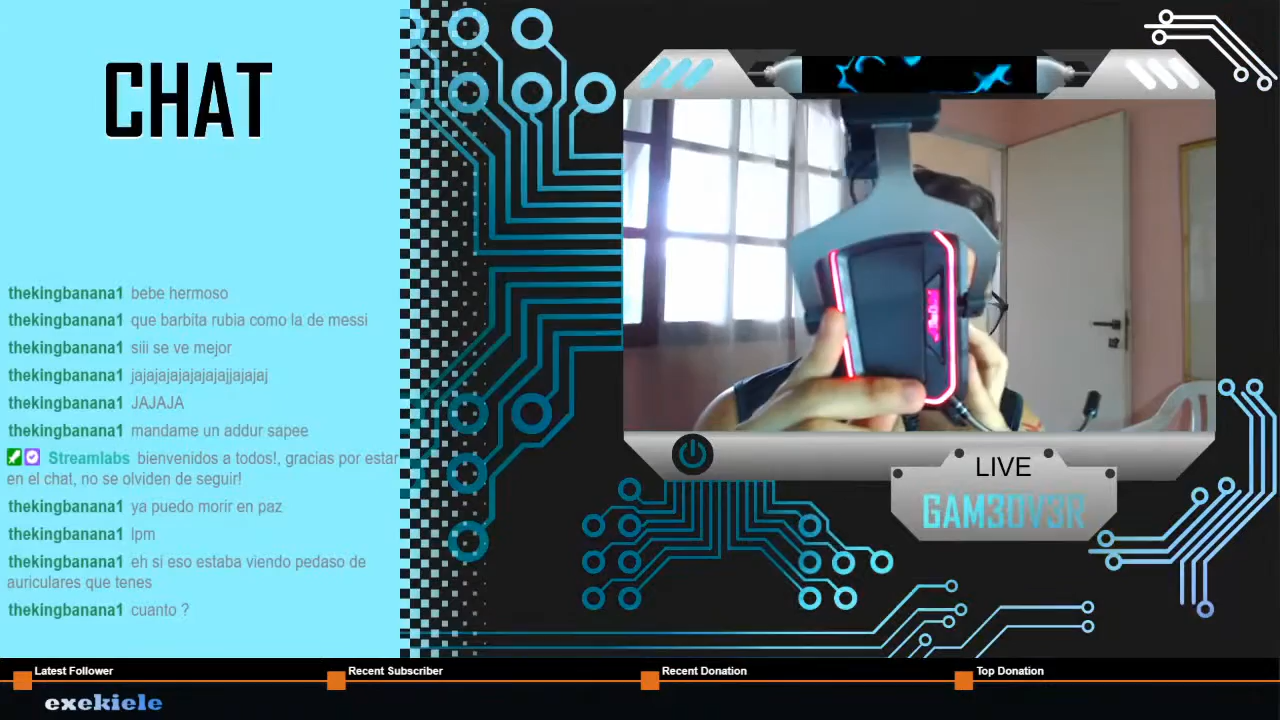 CHAT
thekingbanana1 bebe hermoso
thekingbanana1 que barbita rubia como la de messi
thekingbanana1 siii se ve mejor
thekingbanana1 jajajajajajajajjajajaj
thekingbanana1 JAJAJA
thekingbanana1 mandame un addur sapee
Streamlabs bienvenidos a todos!, gracias por estar
en el chat, no se olviden de seguir!
thekingbanana1 ya puedo morir en paz
thekingbanana1 lpm
thekingbanana1 eh si eso estaba viendo pedaso de
auriculares que tenes
thekingbanana1 cuanto ?
LIVE
GAM3OV3R
Latest Follower
Recent Subscriber
Recent Donation
Top Donation
exekiele